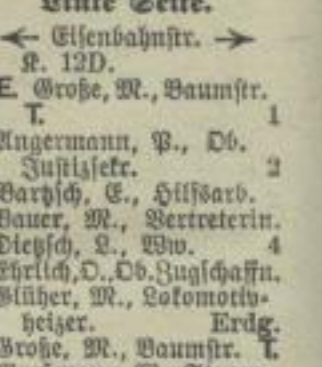 Linke Seite.
← Eisenbahnstr. →
K. 12D.
E. Große, M., Baumstr.
T. 1
Angermann, P., Ob.
Justizsekr. 2
Bartzsch, E., Hilfsarb.
Bauer, M., Vertreterin.
Dietzsch, L., Ww. 4
Ehrlich, O., Ob. Zugschaffn.
Glüher, M., Lokomotiv-
heizer. Erdg.
Große, M., Baumstr. T.